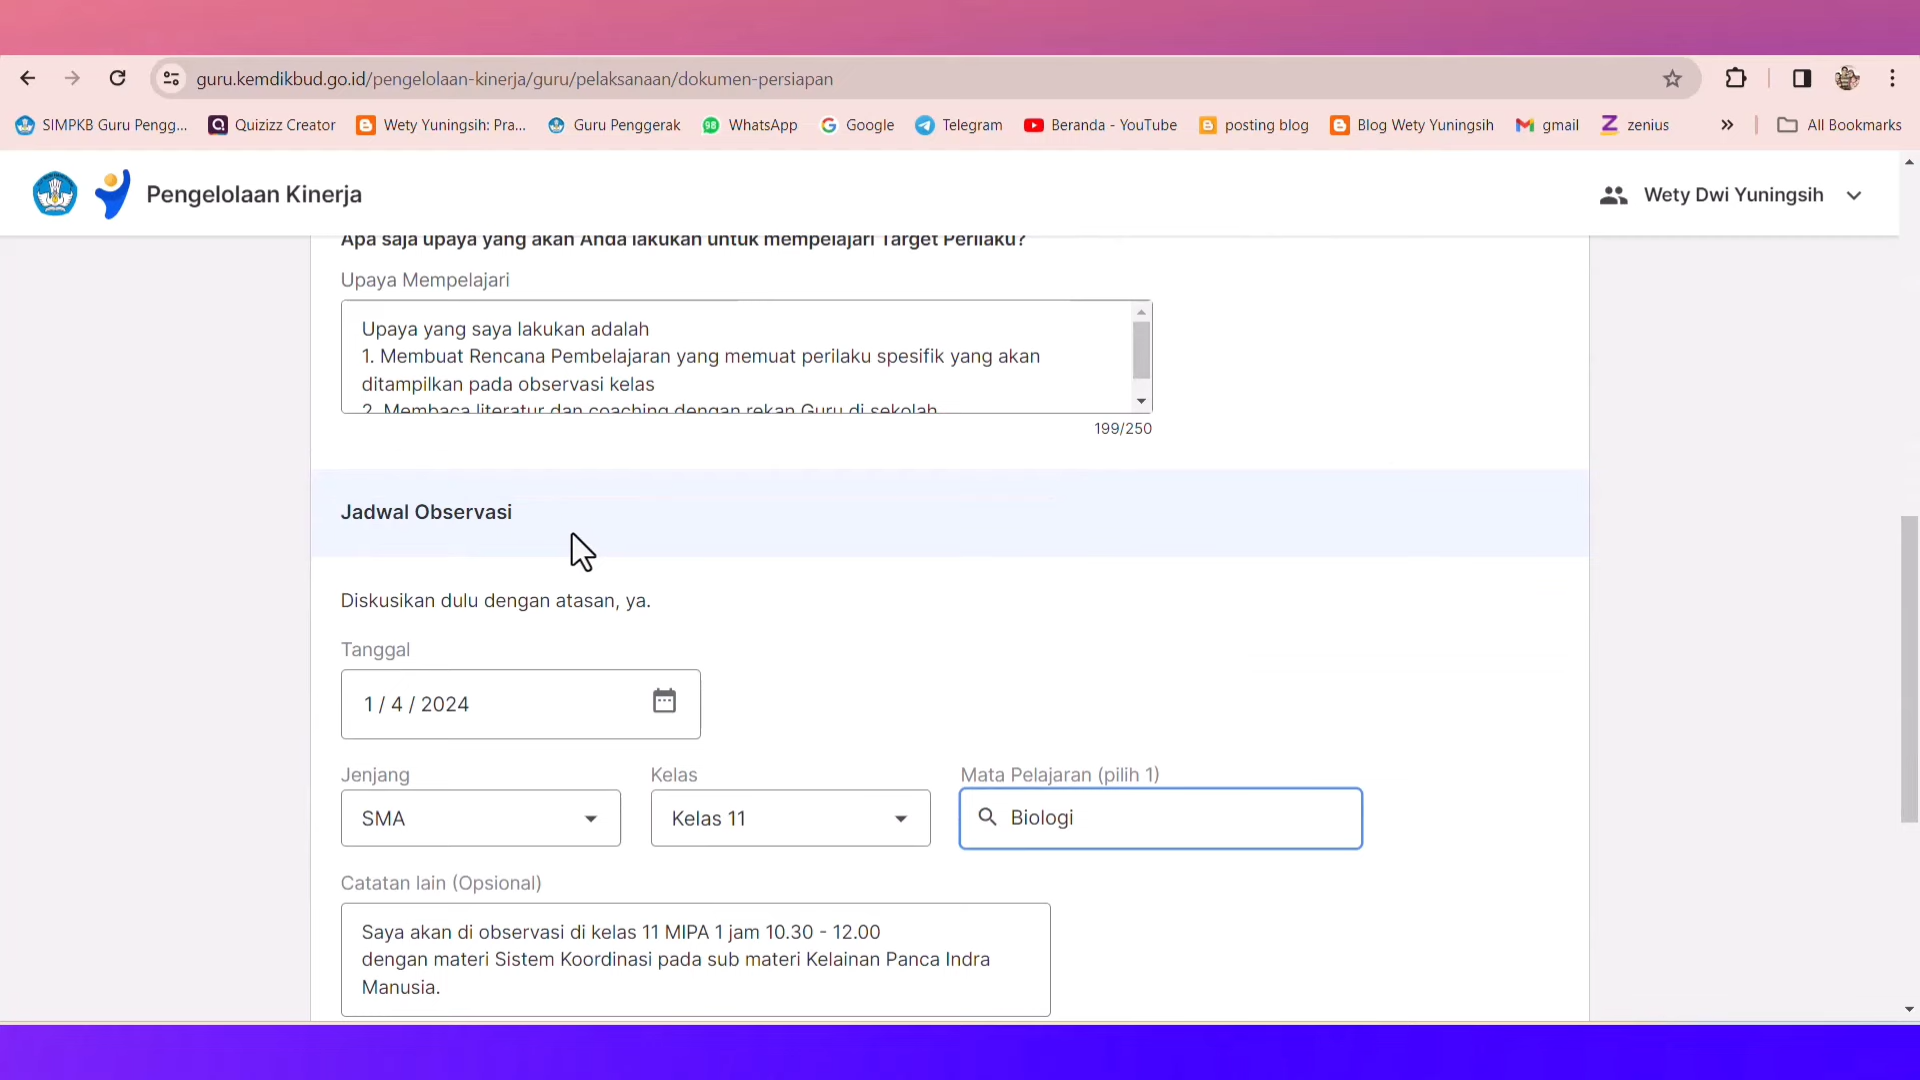 guru.kemdikbud.go.id/pengelolaan-kinerja/guru/pelaksanaan/dokumen-persiapan
SIMPKB Guru Pengg... Quizizz Creator Wety Yuningsih: Pra... Guru Penggerak 98 WhatsApp Google Telegram Beranda - YouTube posting blog Blog Wety Yuningsih gmail zenius » All Bookmarks
Pengelolaan Kinerja
Wety Dwi Yuningsih
Apa saja upaya yang akan Anda lakukan untuk mempelajari Target Perilaku?
Upaya Mempelajari
Upaya yang saya lakukan adalah
1. Membuat Rencana Pembelajaran yang memuat perilaku spesifik yang akan
ditampilkan pada observasi kelas
2. Membaca literatur dan coaching dengan rekan Guru di sekolah
199/250
Jadwal Observasi
Diskusikan dulu dengan atasan, ya.
Tanggal
1 / 4 / 2024
Jenjang Kelas Mata Pelajaran (pilih 1)
SMA Kelas 11 Biologi
Catatan lain (Opsional)
Saya akan di observasi di kelas 11 MIPA 1 jam 10.30 - 12.00
dengan materi Sistem Koordinasi pada sub materi Kelainan Panca Indra
Manusia.